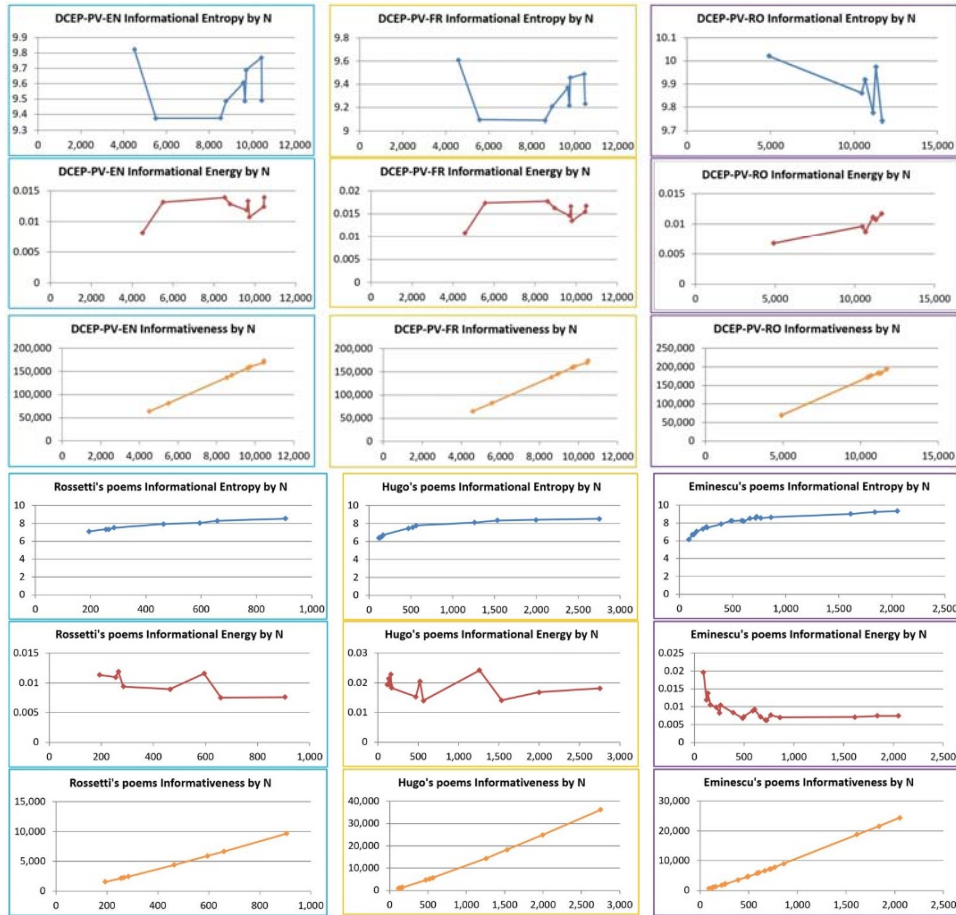 DCEP-PV-EN Informational Entropy by N
9.9
9.8
9.7
9.6
9.5
9.4
9.3
0 2,000 4,000 6,000 8,000 10,000 12,000
DCEP-PV-FR Informational Entropy by N
9.8
9.6
9.4
9.2
9
0 2,000 4,000 6,000 8,000 10,000 12,000
DCEP-PV-RO Informational Entropy by N
10.1
10
9.9
9.8
9.7
0 5,000 10,000 15,000
DCEP-PV-EN Informational Energy by N
0.015
0.01
0.005
0
0 2,000 4,000 6,000 8,000 10,000 12,000
DCEP-PV-FR Informational Energy by N
0.02
0.015
0.01
0.005
0
0 2,000 4,000 6,000 8,000 10,000 12,000
DCEP-PV-RO Informational Energy by N
0.015
0.01
0.005
0
0 5,000 10,000 15,000
DCEP-PV-EN Informativeness by N
200,000
150,000
100,000
50,000
0
0 2,000 4,000 6,000 8,000 10,000 12,000
DCEP-PV-FR Informativeness by N
200,000
150,000
100,000
50,000
0
0 2,000 4,000 6,000 8,000 10,000 12,000
DCEP-PV-RO Informativeness by N
250,000
200,000
150,000
100,000
50,000
0
0 5,000 10,000 15,000
Rossetti's poems Informational Entropy by N
10
8
6
4
2
0
0 200 400 600 800 1,000
Hugo's poems Informational Entropy by N
10
8
6
4
2
0
0 500 1,000 1,500 2,000 2,500 3,000
Eminescu's poems Informational Entropy by N
10
8
6
4
2
0
0 500 1,000 1,500 2,000 2,500
Rossetti's poems Informational Energy by N
0.015
0.01
0.005
0
0 200 400 600 800 1,000
Hugo's poems Informational Energy by N
0.03
0.02
0.01
0
0 500 1,000 1,500 2,000 2,500 3,000
Eminescu's poems Informational Energy by N
0.025
0.02
0.015
0.01
0.005
0
0 500 1,000 1,500 2,000 2,500
Rossetti's poems Informativeness by N
15,000
10,000
5,000
0
0 200 400 600 800 1,000
Hugo's poems Informativeness by N
40,000
30,000
20,000
10,000
0
0 500 1,000 1,500 2,000 2,500 3,000
Eminescu's poems Informativeness by N
30,000
20,000
10,000
0
0 500 1,000 1,500 2,000 2,500